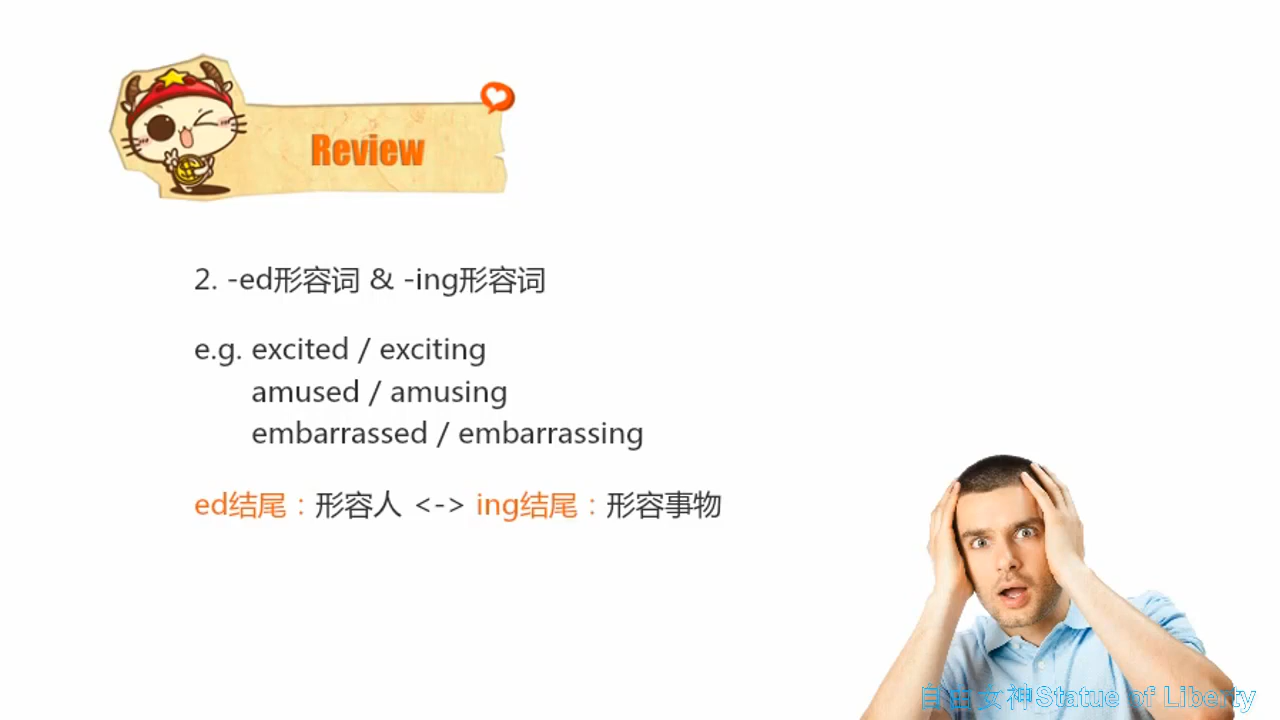 Review
2. -ed形容词 & -ing形容词
e.g. excited / exciting
amused / amusing
embarrassed / embarrassing
ed结尾：形容人 <-> ing结尾：形容事物
自由女神Statue of Liberty